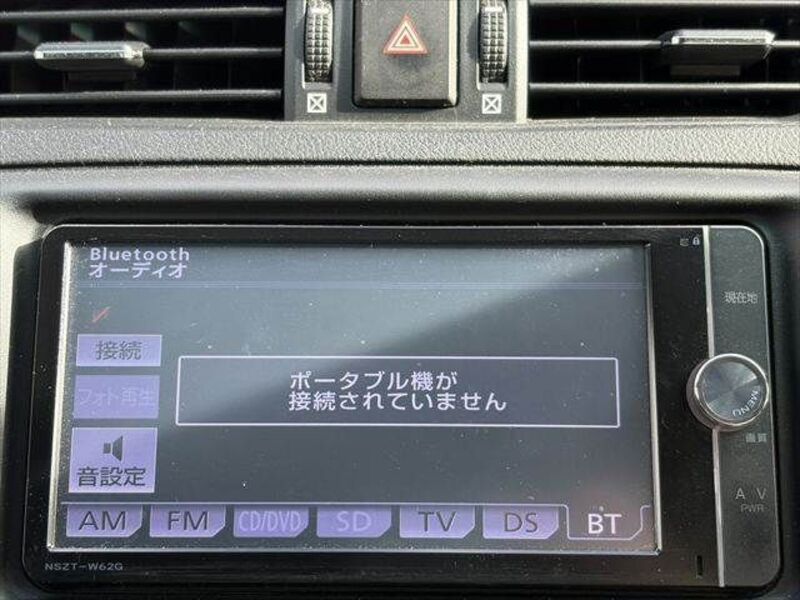 Bluetooth
オーディオ
接続
フォト再生
音設定
ポータブル機が
接続されていません
AM FM CD/DVD SD TV DS BT
現在地
MENU
画質
AV
PWR
NSZT-W62G